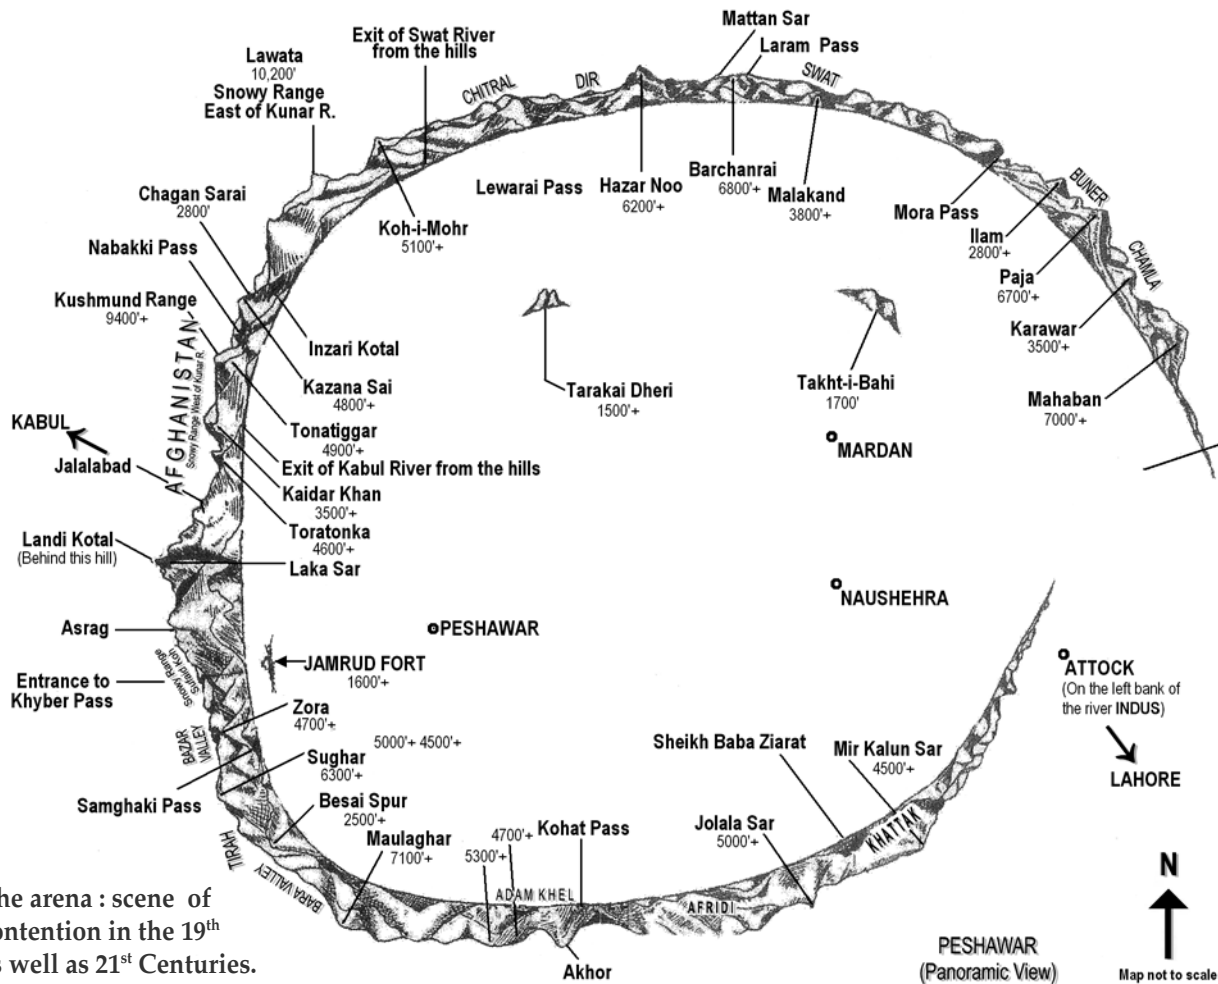 Mattan Sar
Laram Pass
Exit of Swat River
from the hills
Lawata
10,200'
Snowy Range
East of Kunar R.
CHITRAL
DIR
SWAT
Chagan Sarai
2800'
Nabakki Pass
Kushmund Range
9400'+
Koh-i-Mohr
5100'+
Lewarai Pass
Hazar Noo
6200'+
Barchanrai
6800'+
Malakand
3800'+
Mora Pass
BUNER
Ilam
2800'+
CHAMLA
Paja
6700'+
Karawar
3500'+
Mahaban
7000'+
Inzari Kotal
Kazana Sai
4800'+
Tonatiggar
4900'+
Tarakai Dheri
1500'+
Takht-i-Bahi
1700'
MARDAN
AFGHANISTAN
Snowy Range West of Kunar R.
KABUL
Jalalabad
Exit of Kabul River from the hills
Kaidar Khan
3500'+
Toratonka
4600'+
Landi Kotal
(Behind this hill)
Laka Sar
NAUSHEHRA
Asrag
PESHAWAR
Snowy Range
Sufaid Koh
JAMRUD FORT
1600'+
ATTOCK
(On the left bank of
the river INDUS)
Entrance to
Khyber Pass
Zora
4700'+
BAZAR
VALLEY
5000'+ 4500'+
Sughar
6300'+
Sheikh Baba Ziarat
Mir Kalun Sar
4500'+
LAHORE
Samghaki Pass
Besai Spur
2500'+
Maulaghar
7100'+
4700'+
5300'+
Kohat Pass
Jolala Sar
5000'+
KHATTAK
TIRAH
BARA VALLEY
ADAM KHEL
AFRIDI
Akhor
he arena : scene of
ontention in the 19th
s well as 21st Centuries.
PESHAWAR
(Panoramic View)
N
Map not to scale